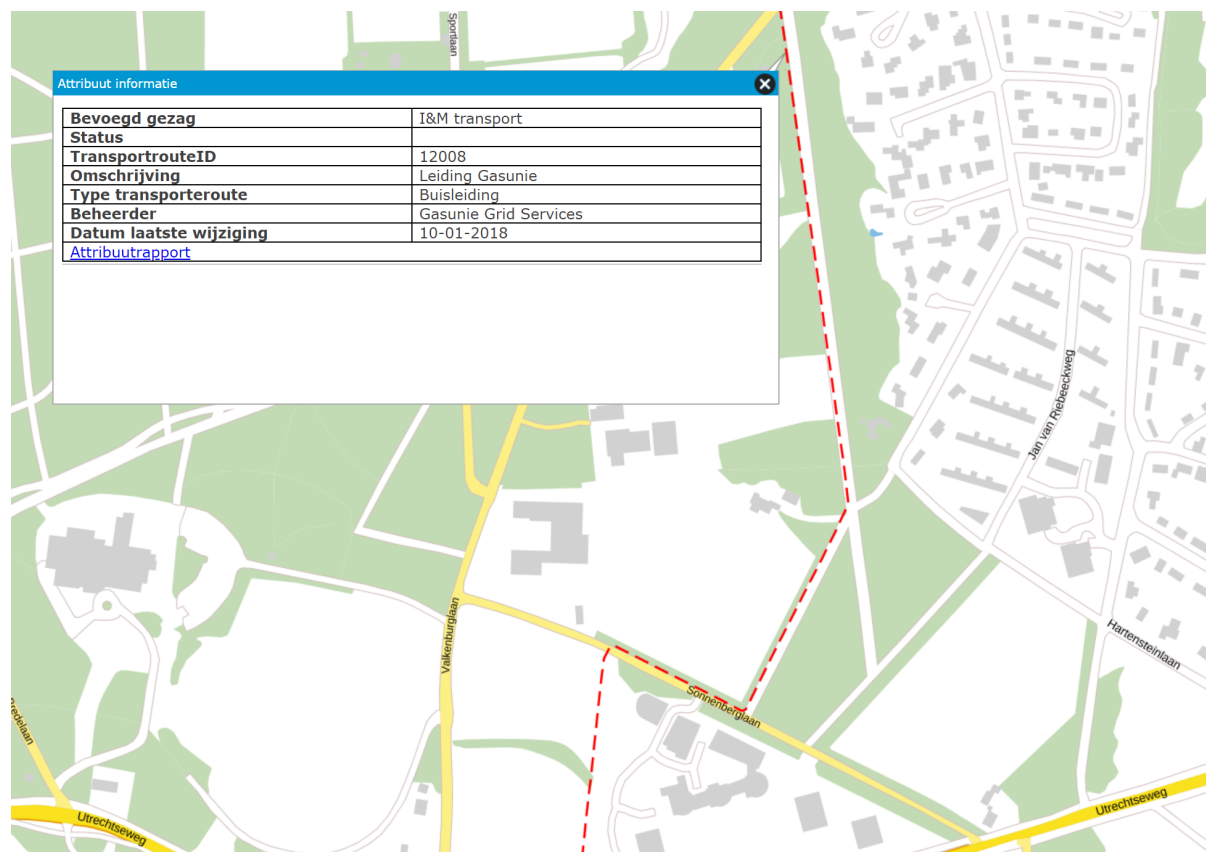 Sportlaan
Attribuut informatie
Bevoegd gezag I&M transport
Status
TransportrouteID 12008
Omschrijving Leiding Gasunie
Type transporteroute Buisleiding
Beheerder Gasunie Grid Services
Datum laatste wijziging 10-01-2018
Attribuutrapport
Jan van Riebeeckweg
Valkenburglaan
Hartensteinlaan
Sonnenberglaan
Utrechtseweg
Utrechtseweg